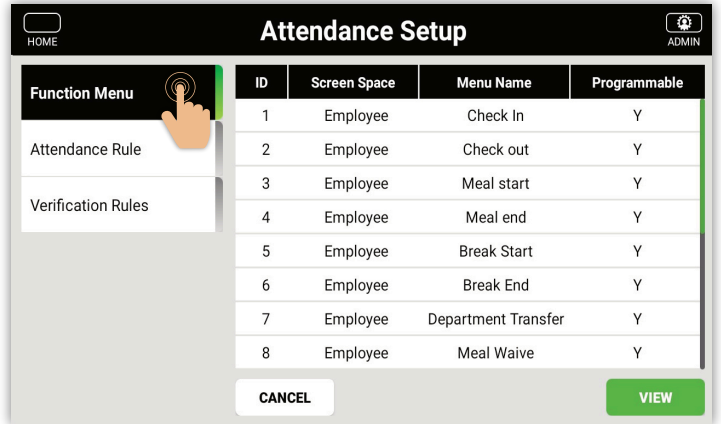 HOME
Attendance Setup
ADMIN
Function Menu
Attendance Rule
Verification Rules
ID Screen Space Menu Name Programmable
1 Employee Check In Y
2 Employee Check out Y
3 Employee Meal start Y
4 Employee Meal end Y
5 Employee Break Start Y
6 Employee Break End Y
7 Employee Department Transfer Y
8 Employee Meal Waive Y
CANCEL
VIEW